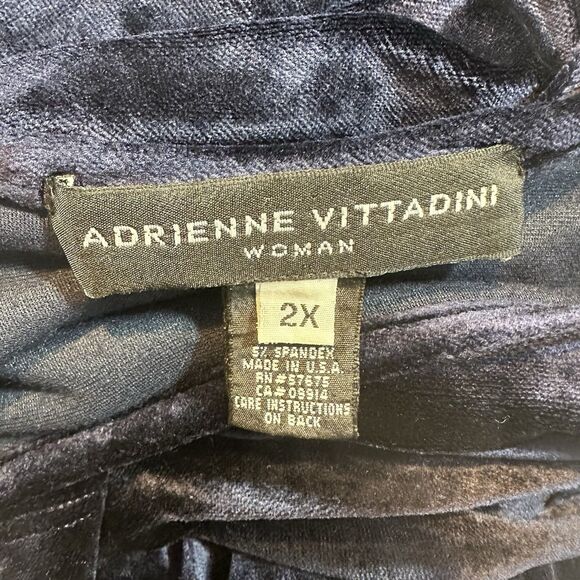 ADRIENNE VITTADINI
WOMAN
2X
5% SPANDEX
MADE IN U.S.A.
RN#57675
CA#09914
CARE INSTRUCTIONS
ON BACK